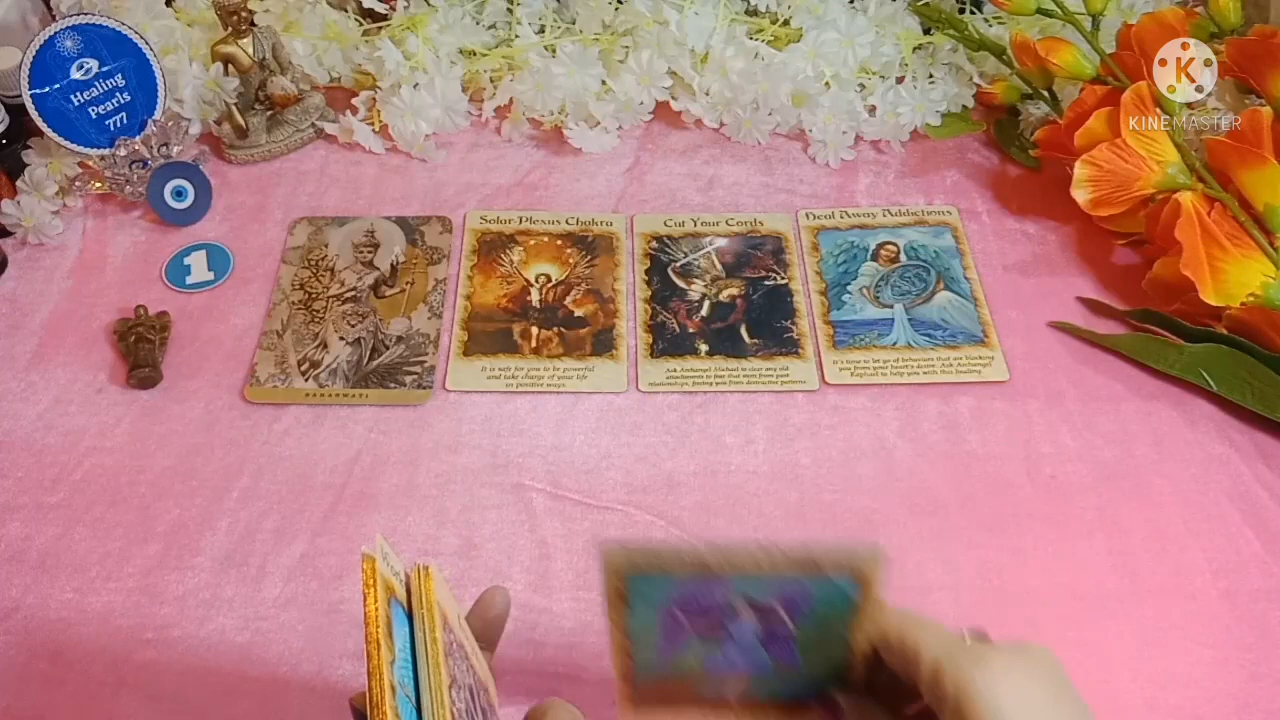 Healing
Pearls
777
K
KINEMASTER
1
SARASWATI
Solar-Plexus Chakra
It is safe for you to be powerful
and take charge of your life
in positive ways.
Cut Your Cords
Ask Archangel Michael to clear any old
attachments to fear that stem from past
relationships, freeing you from destructive patterns
Heal Away Addictions
It's time to let go of behaviors that are blocking
you from your heart's desire. Ask Archangel
Raphael to help you with this healing.